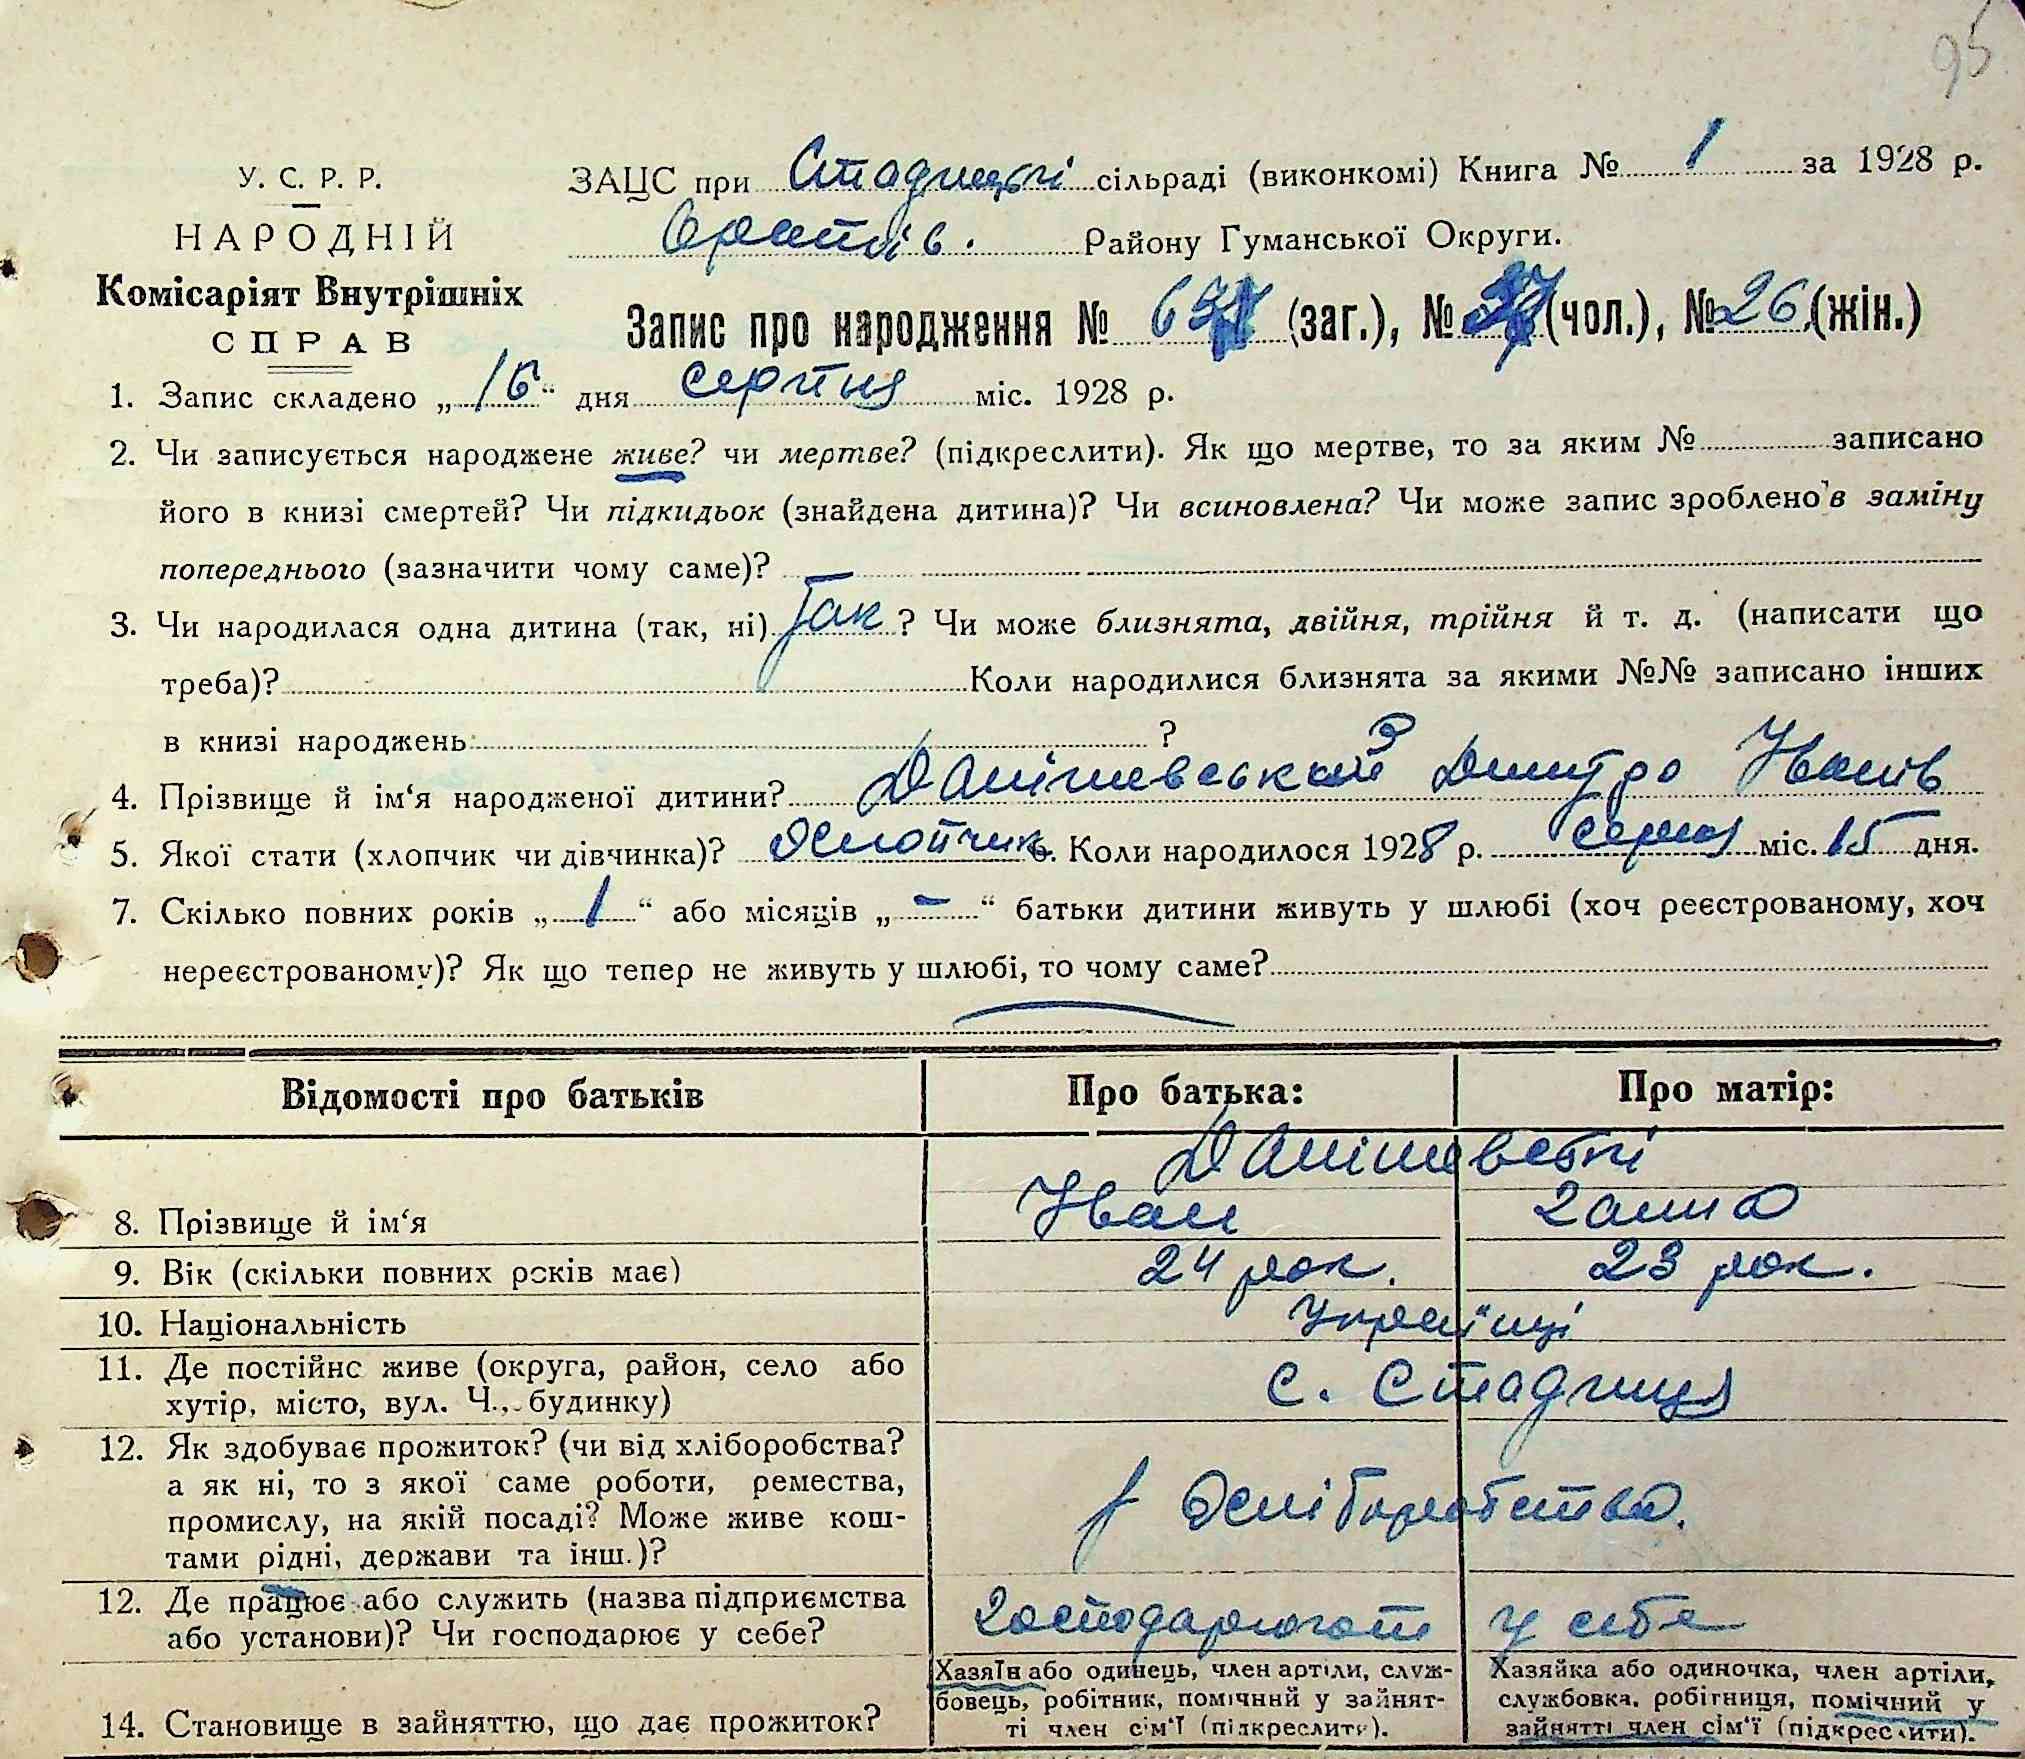 95
У. С. Р. Р.
НАРОДНІЙ
Комісаріят Внутрішніх
СПРАВ
ЗАЦС при Стадницькі сільраді (виконкомі) Книга № 1 за 1928 р.
Оратів. Району Гуманської Округи.
Запис про народження № (заг.), № (чол.), № 26 (жін.)
1. Запис складено „16“ дня серпня міс. 1928 р.
2. Чи записується народжене живе? чи мертве? (підкреслити). Як що мертве, то за яким № записано
його в книзі смертей? Чи підкидьок (знайдена дитина)? Чи всиновлена? Чи може запис зроблено в заміну
попереднього (зазначити чому саме)?
3. Чи народилася одна дитина (так, ні) Так ? Чи може близнята, двійня, трійня й т. д. (написати що
треба)? Коли народилися близнята за якими №№ записано інших
в книзі народжень ?
4. Прізвище й ім‘я народженої дитини? Данішевський Дмитро Іванів
5. Якої стати (хлопчик чи дівчинка)? Хлопчик. Коли народилося 1928 р. серпня міс. 15 дня.
7. Скілько повних років „1“ або місяців „-“ батьки дитини живуть у шлюбі (хоч реєстрованому, хоч
нереєстрованому)? Як що тепер не живуть у шлюбі, то чому саме?
Відомості про батьків Про батька: Про матір:
Данішевські
8. Прізвище й ім‘я Іван Ганна
9. Вік (скільки повних років має) 24 рок. 23 рок.
10. Національність Українці
11. Де постійнс живе (округа, район, село або
хутір, місто, вул. Ч., будинку) с. Стадниця
12. Як здобуває прожиток? (чи від хліборобства?
а як ні, то з якої саме роботи, ремества,
промислу, на якій посаді? Може живе кош-
тами рідні, держави та інш.)? хліборобства.
12. Де працює або служить (назва підприємства
або установи)? Чи господарює у себе? Господарюют у себе
14. Становище в зайняттю, що дає прожиток?
Хазяїн або одинець, член артіли, служ-
бовець, робітник, помічний у зайнят-
ті член сім‘ї (підкреслити).
Хазяйка або одиночка, член артіли,
службовка, робітниця, помічний у
зайнятті член сім‘ї (підкреслити).